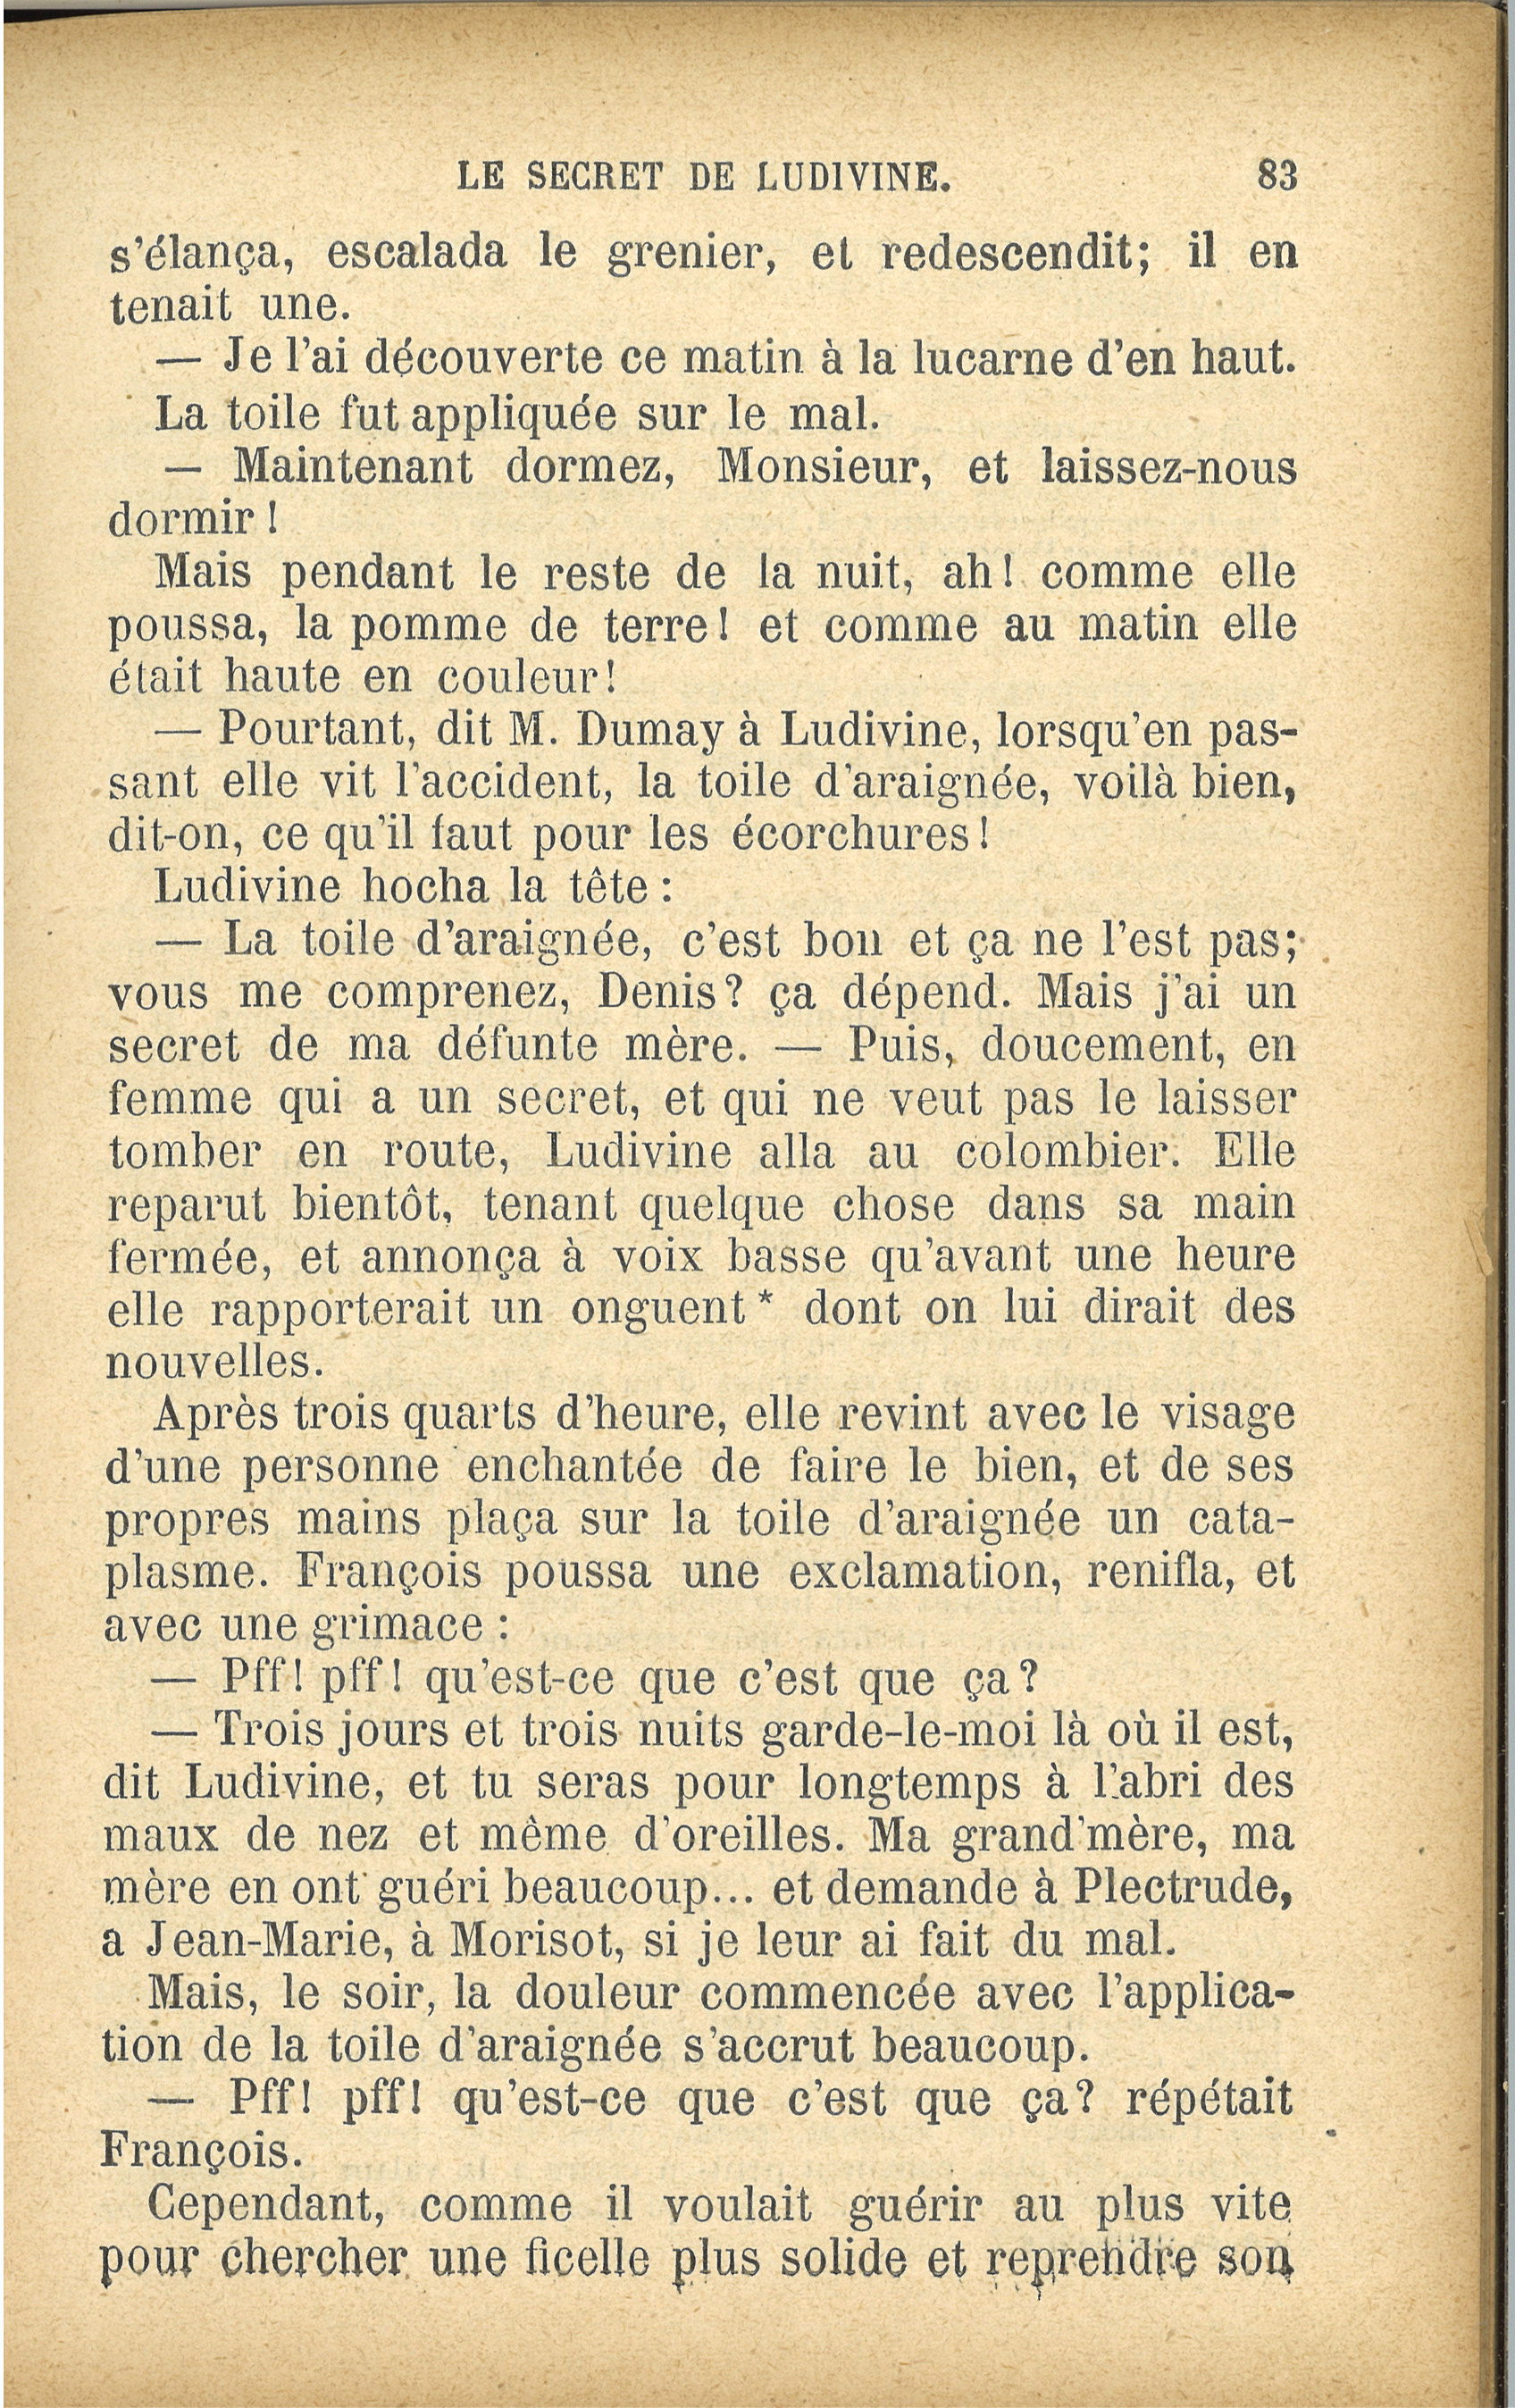 LE SECRET DE LUDIVINE. 83
s'élança, escalada le grenier, et redescendit; il en
tenait une.
— Je l'ai découverte ce matin à la lucarne d'en haut.
La toile fut appliquée sur le mal.
— Maintenant dormez, Monsieur, et laissez-nous
dormir !
Mais pendant le reste de la nuit, ah! comme elle
poussa, la pomme de terre! et comme au matin elle
était haute en couleur!
— Pourtant, dit M. Dumay à Ludivine, lorsqu'en pas-
sant elle vit l'accident, la toile d'araignée, voilà bien,
dit-on, ce qu'il faut pour les écorchures!
Ludivine hocha la tête :
— La toile d'araignée, c'est bon et ça ne l'est pas;
vous me comprenez, Denis? ça dépend. Mais j'ai un
secret de ma défunte mère. — Puis, doucement, en
femme qui a un secret, et qui ne veut pas le laisser
tomber en route, Ludivine alla au colombier. Elle
reparut bientôt, tenant quelque chose dans sa main
fermée, et annonça à voix basse qu'avant une heure
elle rapporterait un onguent* dont on lui dirait des
nouvelles.
Après trois quarts d'heure, elle revint avec le visage
d'une personne enchantée de faire le bien, et de ses
propres mains plaça sur la toile d'araignée un cata-
plasme. François poussa une exclamation, renifla, et
avec une grimace :
— Pff! pff! qu'est-ce que c'est que ça?
— Trois jours et trois nuits garde-le-moi là où il est,
dit Ludivine, et tu seras pour longtemps à l'abri des
maux de nez et même d'oreilles. Ma grand'mère, ma
mère en ont guéri beaucoup... et demande à Plectrude,
a Jean-Marie, à Morisot, si je leur ai fait du mal.
Mais, le soir, la douleur commencée avec l'applica-
tion de la toile d'araignée s'accrut beaucoup.
— Pff! pff! qu'est-ce que c'est que ça? répétait
François.
Cependant, comme il voulait guérir au plus vite
pour chercher une ficelle plus solide et reprendre son